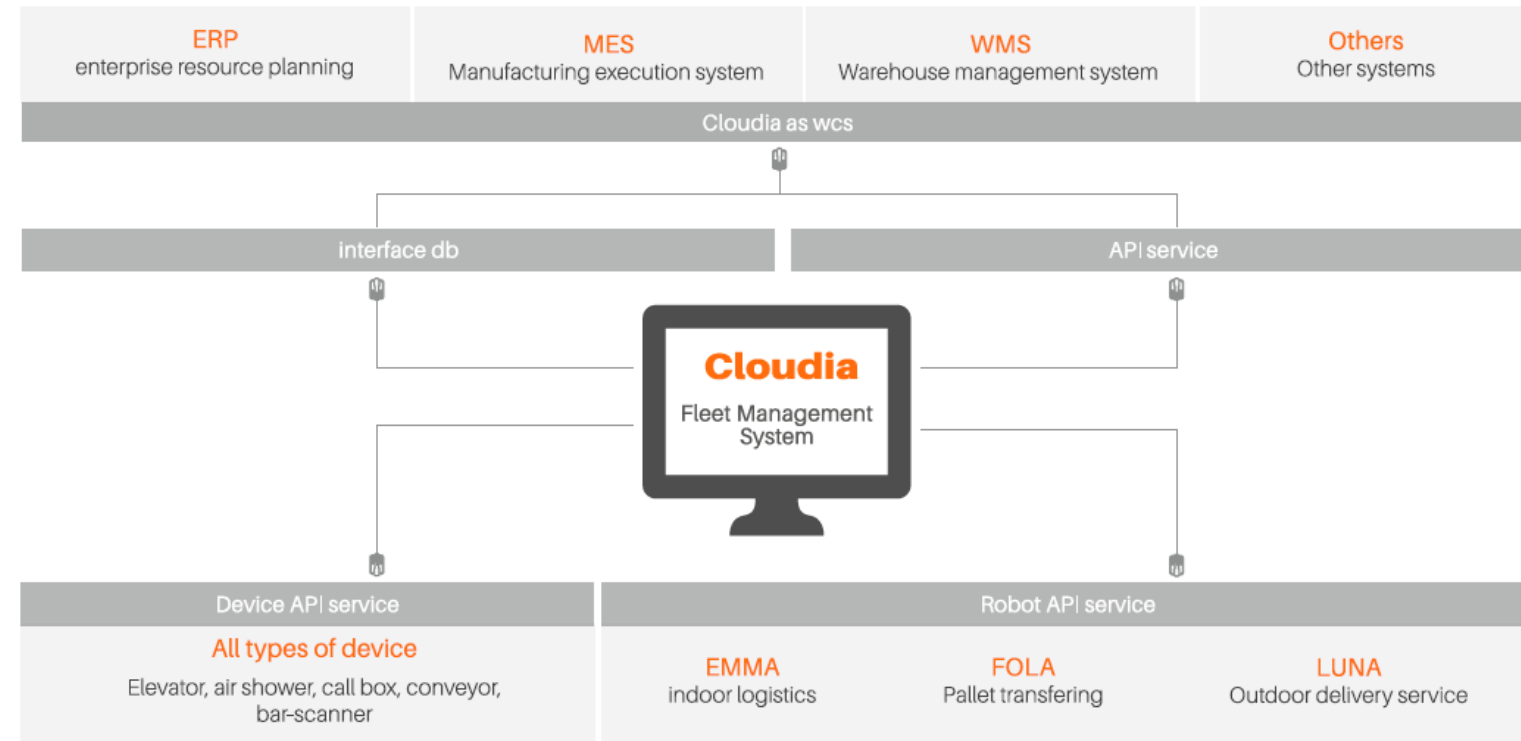 ERP
enterprise resource planning
MES
Manufacturing execution system
WMS
Warehouse management system
Others
Other systems
Cloudia as wcs
interface db
API service
Cloudia
Fleet Management
System
Device API service
All types of device
Elevator, air shower, call box, conveyor,
bar-scanner
Robot API service
EMMA
indoor logistics
FOLA
Pallet transfering
LUNA
Outdoor delivery service